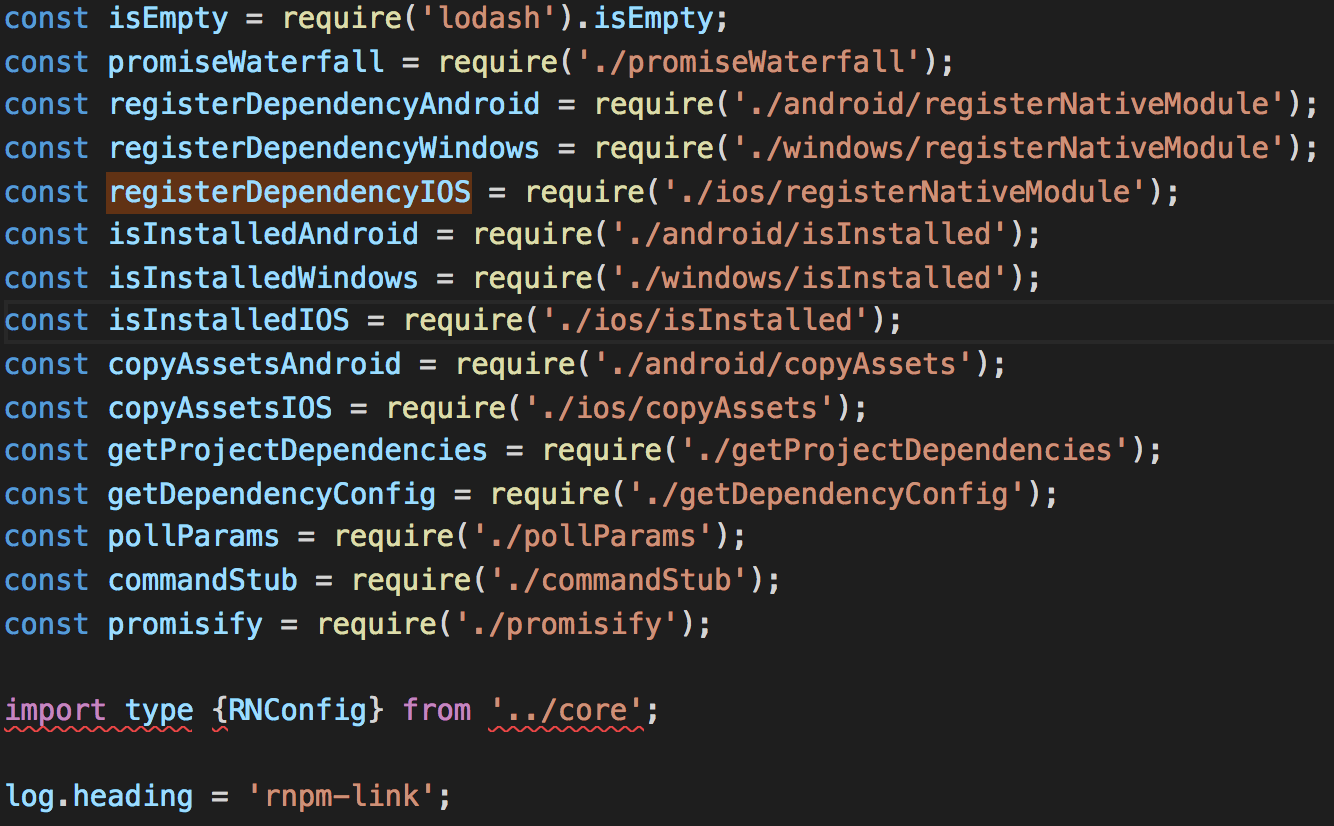 const isEmpty = require('lodash').isEmpty;
const promiseWaterfall = require('./promiseWaterfall');
const registerDependencyAndroid = require('./android/registerNativeModule');
const registerDependencyWindows = require('./windows/registerNativeModule');
const registerDependencyIOS = require('./ios/registerNativeModule');
const isInstalledAndroid = require('./android/isInstalled');
const isInstalledWindows = require('./windows/isInstalled');
const isInstalledIOS = require('./ios/isInstalled');
const copyAssetsAndroid = require('./android/copyAssets');
const copyAssetsIOS = require('./ios/copyAssets');
const getProjectDependencies = require('./getProjectDependencies');
const getDependencyConfig = require('./getDependencyConfig');
const pollParams = require('./pollParams');
const commandStub = require('./commandStub');
const promisify = require('./promisify');
import type {RNConfig} from '../core';
log.heading = 'rnpm-link';